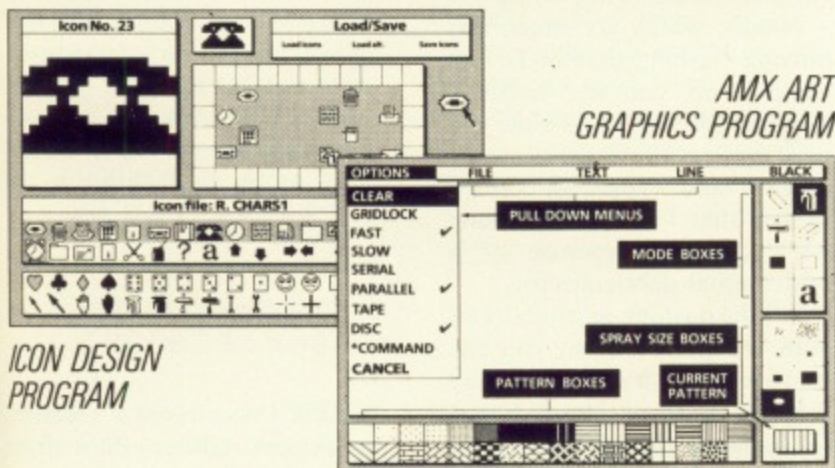 Icon No. 23
Load/Save
Load icons Load alt. Save icons
AMX ART
GRAPHICS PROGRAM
Icon file: R. CHARS1
? a
ICON DESIGN
PROGRAM
OPTIONS FILE TEXT LINE BLACK
CLEAR
GRIDLOCK
FAST ✔
SLOW
SERIAL
PARALLEL ✔
TAPE
DISC ✔
*COMMAND
CANCEL
PULL DOWN MENUS
MODE BOXES
a
SPRAY SIZE BOXES
PATTERN BOXES
CURRENT
PATTERN